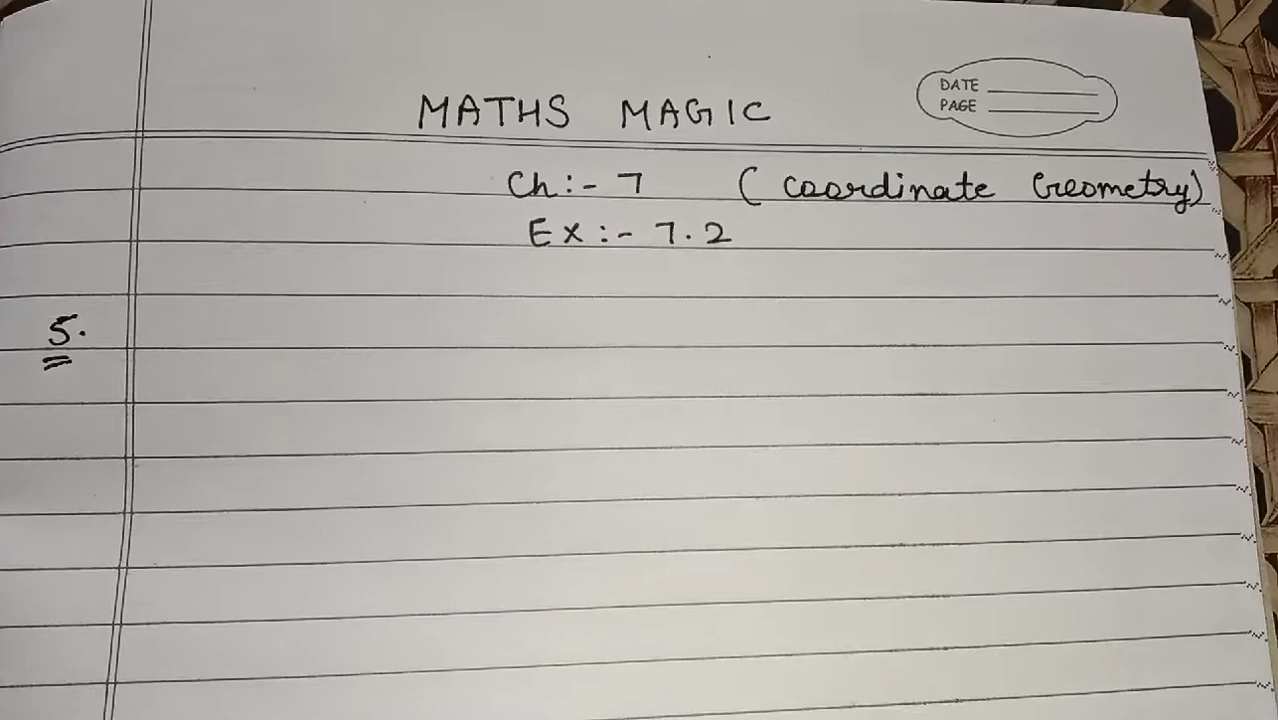 MATHS MAGIC
DATE
PAGE
Ch:- 7 (Coordinate Geometry)
Ex:- 7.2
5.